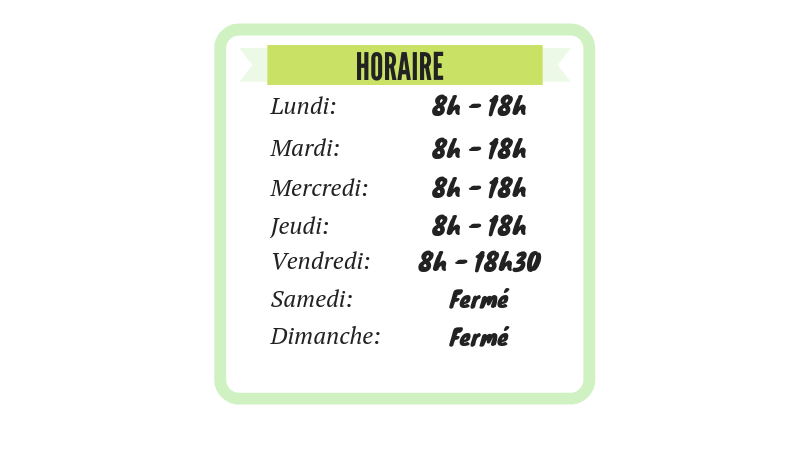 HORAIRE
Lundi: 8h - 18h
Mardi: 8h - 18h
Mercredi: 8h - 18h
Jeudi: 8h - 18h
Vendredi: 8h - 18h30
Samedi: Fermé
Dimanche: Fermé